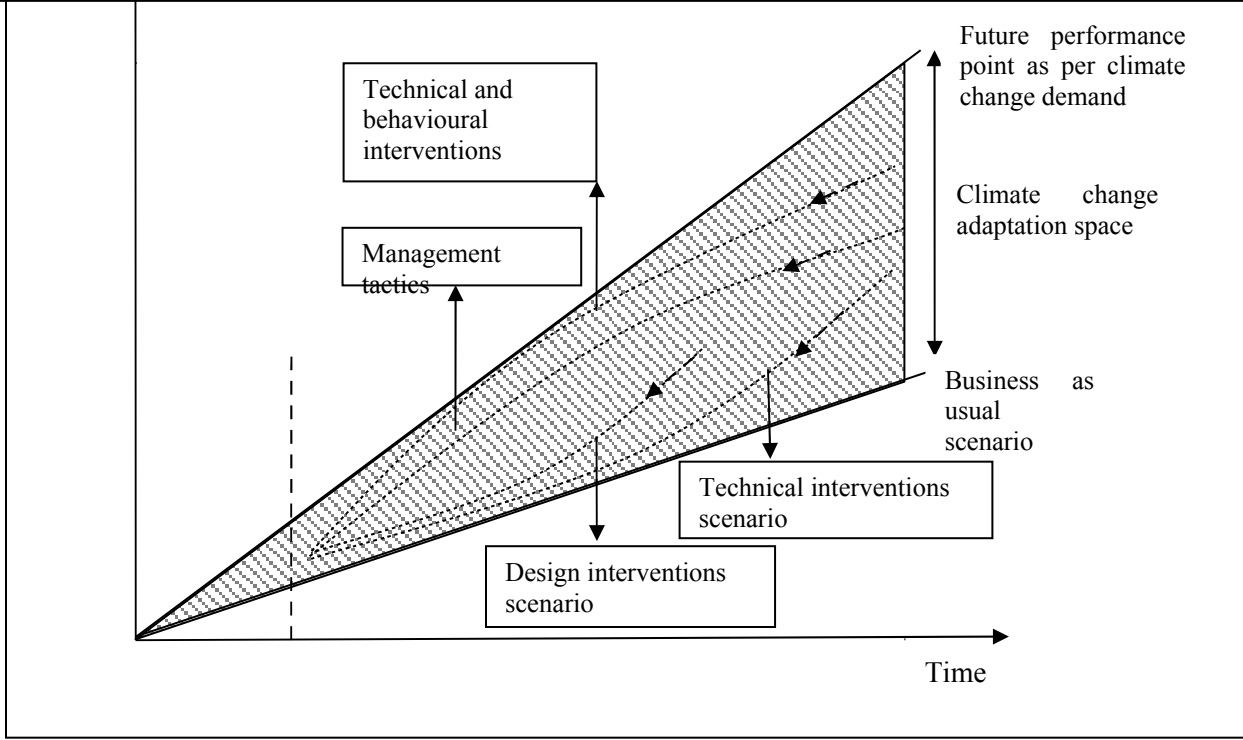 Future performance
point as per climate
change demand
Technical and
behavioural
interventions
Climate change
adaptation space
Management
tactics
Business as
usual
scenario
Technical interventions
scenario
Design interventions
scenario
Time